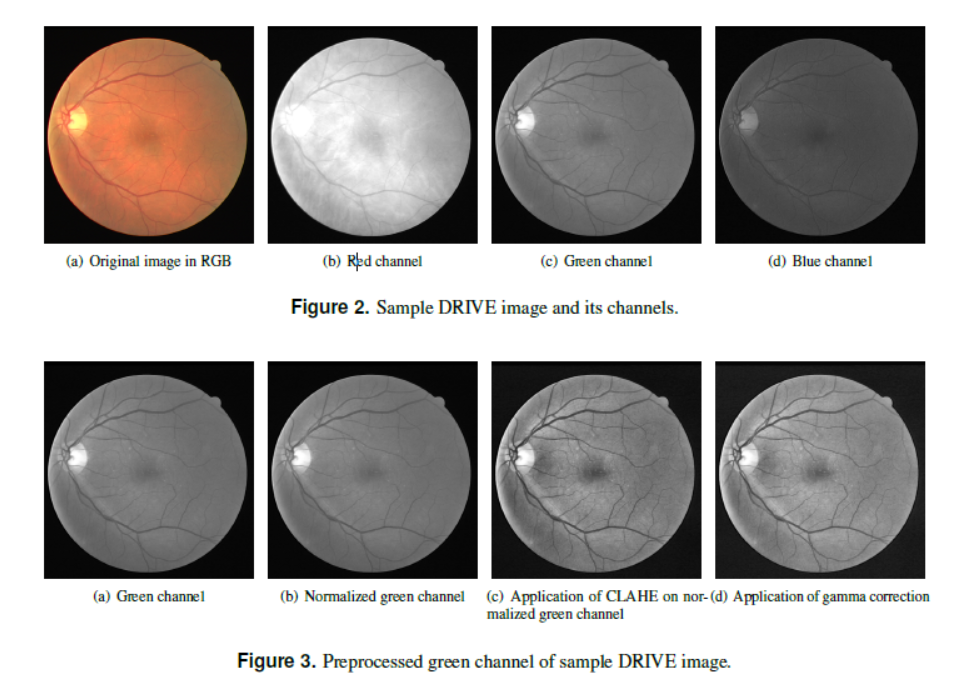 (a) Original image in RGB
(b) Red channel
(c) Green channel
(d) Blue channel
Figure 2. Sample DRIVE image and its channels.
(a) Green channel
(b) Normalized green channel
(c) Application of CLAHE on nor-
malized green channel
(d) Application of gamma correction
Figure 3. Preprocessed green channel of sample DRIVE image.